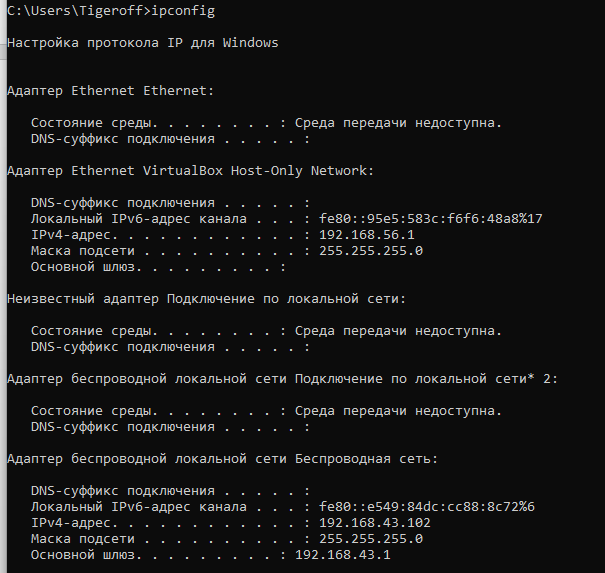 C:\Users\Tigeroff>ipconfig
Настройка протокола IP для Windows
Адаптер Ethernet Ethernet:
Состояние среды. . . . . . . . : Среда передачи недоступна.
DNS-суффикс подключения . . . . . :
Адаптер Ethernet VirtualBox Host-Only Network:
DNS-суффикс подключения . . . . . :
Локальный IPv6-адрес канала . . . : fe80::95e5:583c:f6f6:48a8%17
IPv4-адрес. . . . . . . . . . . . : 192.168.56.1
Маска подсети . . . . . . . . . . : 255.255.255.0
Основной шлюз. . . . . . . . . :
Неизвестный адаптер Подключение по локальной сети:
Состояние среды. . . . . . . . : Среда передачи недоступна.
DNS-суффикс подключения . . . . . :
Адаптер беспроводной локальной сети Подключение по локальной сети* 2:
Состояние среды. . . . . . . . : Среда передачи недоступна.
DNS-суффикс подключения . . . . . :
Адаптер беспроводной локальной сети Беспроводная сеть:
DNS-суффикс подключения . . . . . :
Локальный IPv6-адрес канала . . . : fe80::e549:84dc:cc88:8c72%6
IPv4-адрес. . . . . . . . . . . . : 192.168.43.102
Маска подсети . . . . . . . . . . : 255.255.255.0
Основной шлюз. . . . . . . . . : 192.168.43.1